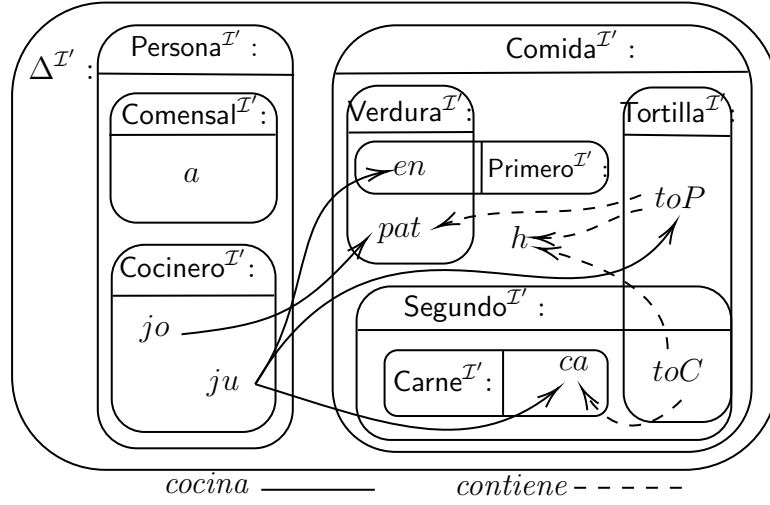 Δ^I' :
Persona^I' :
Comida^I' :
Comensal^I' :
a
Verdura^I' :
Tortilla^I' :
en
Primero^I' :
pat
h
toP
Cocinero^I' :
jo
ju
Segundo^I' :
Carne^I' :
ca
toC
cocina
contiene